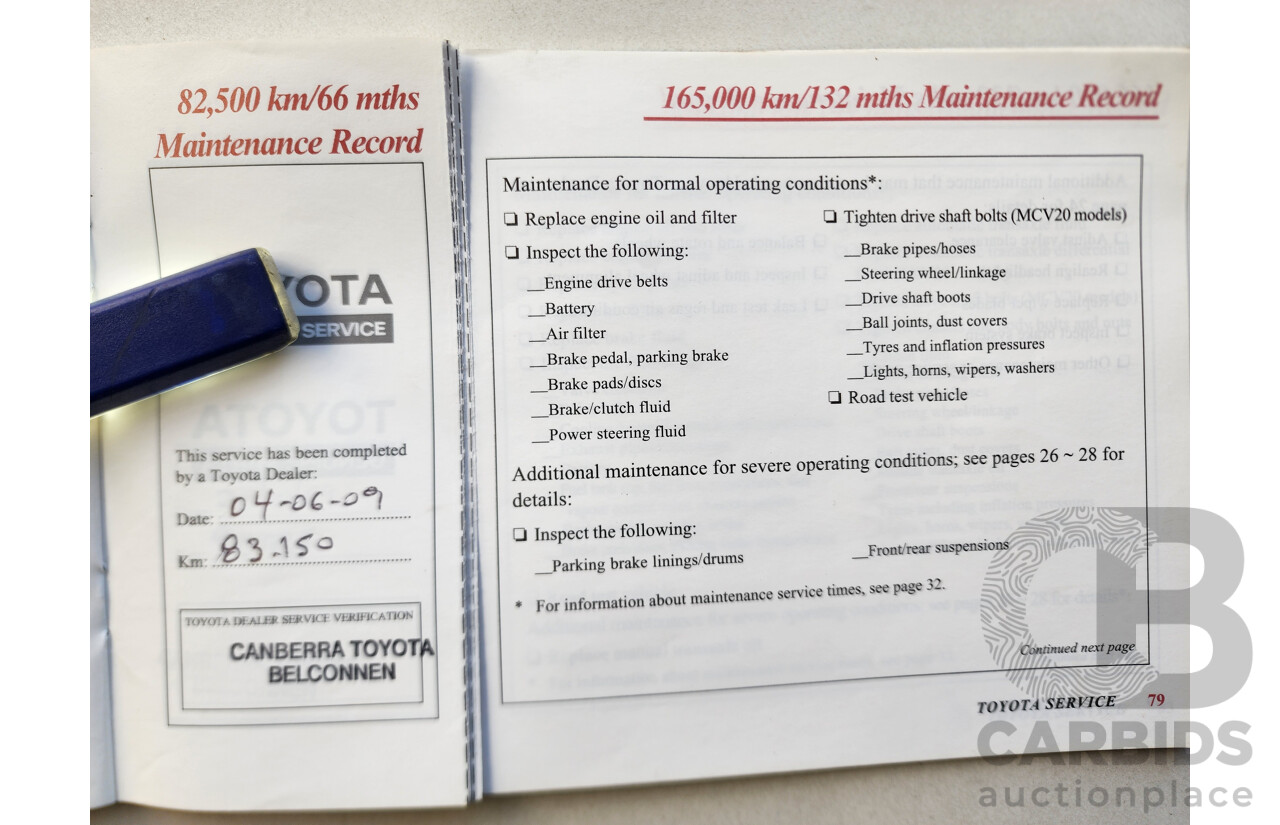 82,500 km/66 mths
Maintenance Record
YOTA
SERVICE
TOYOTA
This service has been completed
by a Toyota Dealer:
Date: 04-06-09
Km: 83.150
TOYOTA DEALER SERVICE VERIFICATION
CANBERRA TOYOTA
BELCONNEN
165,000 km/132 mths Maintenance Record
Maintenance for normal operating conditions*:
❏ Replace engine oil and filter
❏ Inspect the following:
__Engine drive belts
__Battery
__Air filter
__Brake pedal, parking brake
__Brake pads/discs
__Brake/clutch fluid
__Power steering fluid
❏ Tighten drive shaft bolts (MCV20 models)
__Brake pipes/hoses
__Steering wheel/linkage
__Drive shaft boots
__Ball joints, dust covers
__Tyres and inflation pressures
__Lights, horns, wipers, washers
❏ Road test vehicle
Additional maintenance for severe operating conditions; see pages 26 ~ 28 for
details:
❏ Inspect the following:
__Parking brake linings/drums
__Front/rear suspensions
* For information about maintenance service times, see page 32.
Continued next page
TOYOTA SERVICE 79
CARBIDS
auctionplace